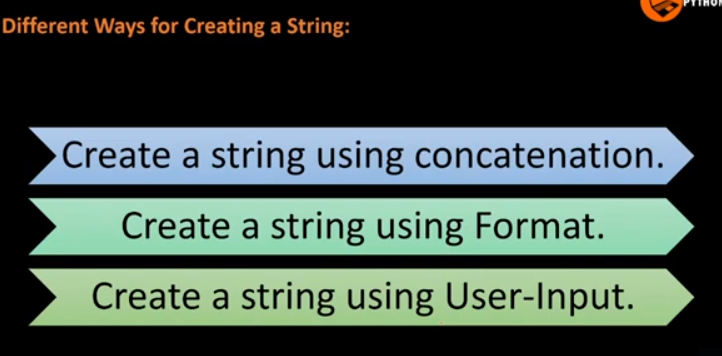 PYTHON
Different Ways for Creating a String:
Create a string using concatenation.
Create a string using Format.
Create a string using User-Input.